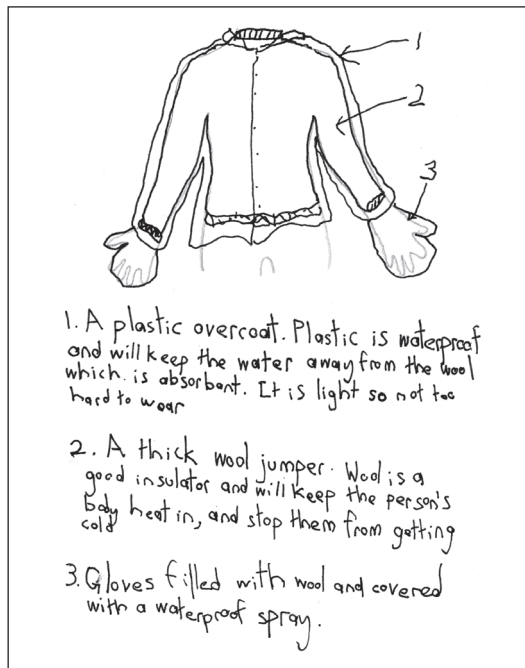 1
2
3
1. A plastic overcoat. Plastic is waterproof
and will keep the water away from the wool
which is absorbent. It is light so not too
hard to wear
2. A thick wool jumper. Wool is a
good insulator and will keep the person's
body heat in, and stop them from getting
cold
3. Gloves filled with wool and covered
with a waterproof spray.